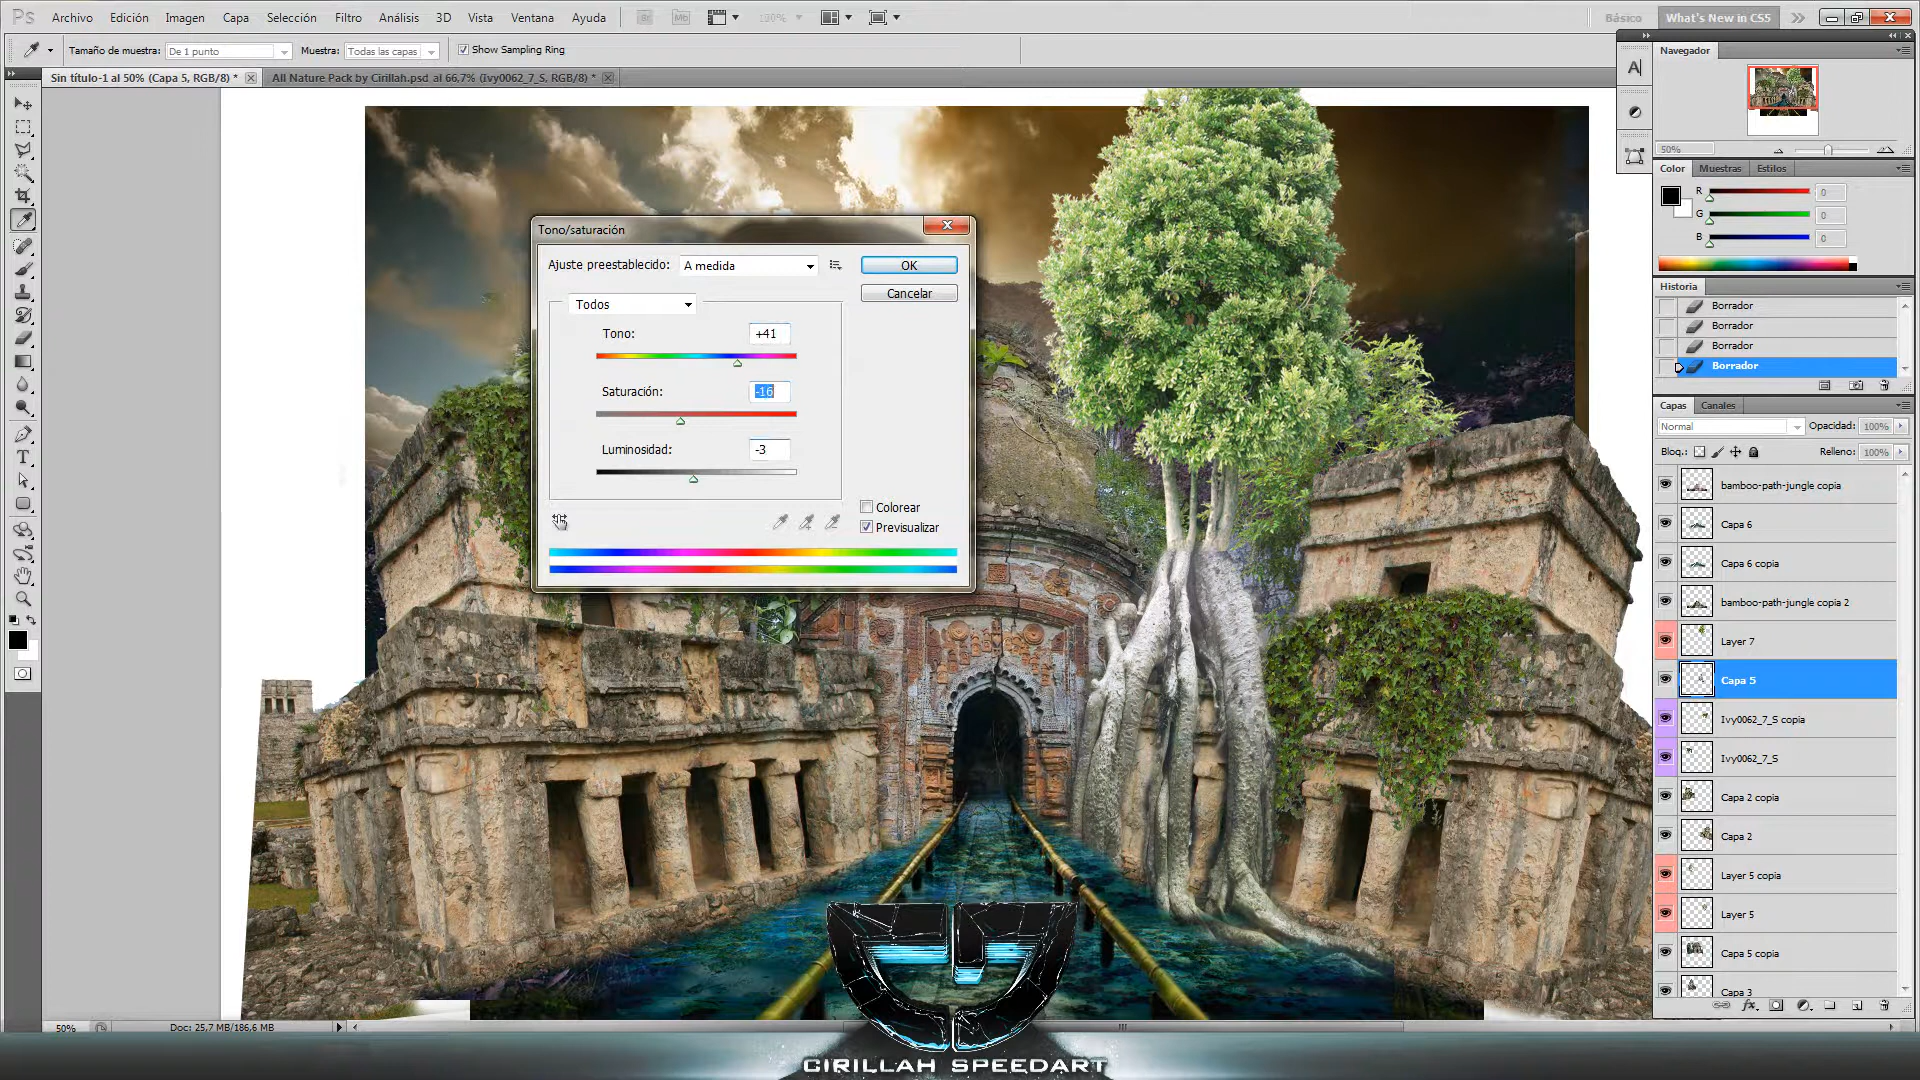 Ps Archivo Edición Imagen Capa Selección Filtro Análisis 3D Vista Ventana Ayuda Br Mb 100% Básico What's New in CS5
Tamaño de muestra: De 1 punto Muestra: Todas las capas Show Sampling Ring
Sin título-1 al 50% (Capa 5, RGB/8) * All Nature Pack by Cirillah.psd al 66,7% (Ivy0062_7_S, RGB/8) *
Navegador
50%
Color Muestras Estilos
R 0
G 0
B 0
Historia
Borrador
Borrador
Borrador
Borrador
Capas Canales
Normal Opacidad: 100%
Bloq.: Relleno: 100%
bamboo-path-jungle copia
Capa 6
Capa 6 copia
bamboo-path-jungle copia 2
Layer 7
Capa 5
Ivy0062_7_S copia
Ivy0062_7_S
Capa 2 copia
Capa 2
Layer 5 copia
Layer 5
Capa 5 copia
Capa 3
Tono/saturación
Ajuste preestablecido: A medida
OK
Cancelar
Todos
Tono: +41
Saturación: -16
Luminosidad: -3
Colorear
Previsualizar
50% Doc: 25,7 MB/186,6 MB
CIRILLAH SPEEDART